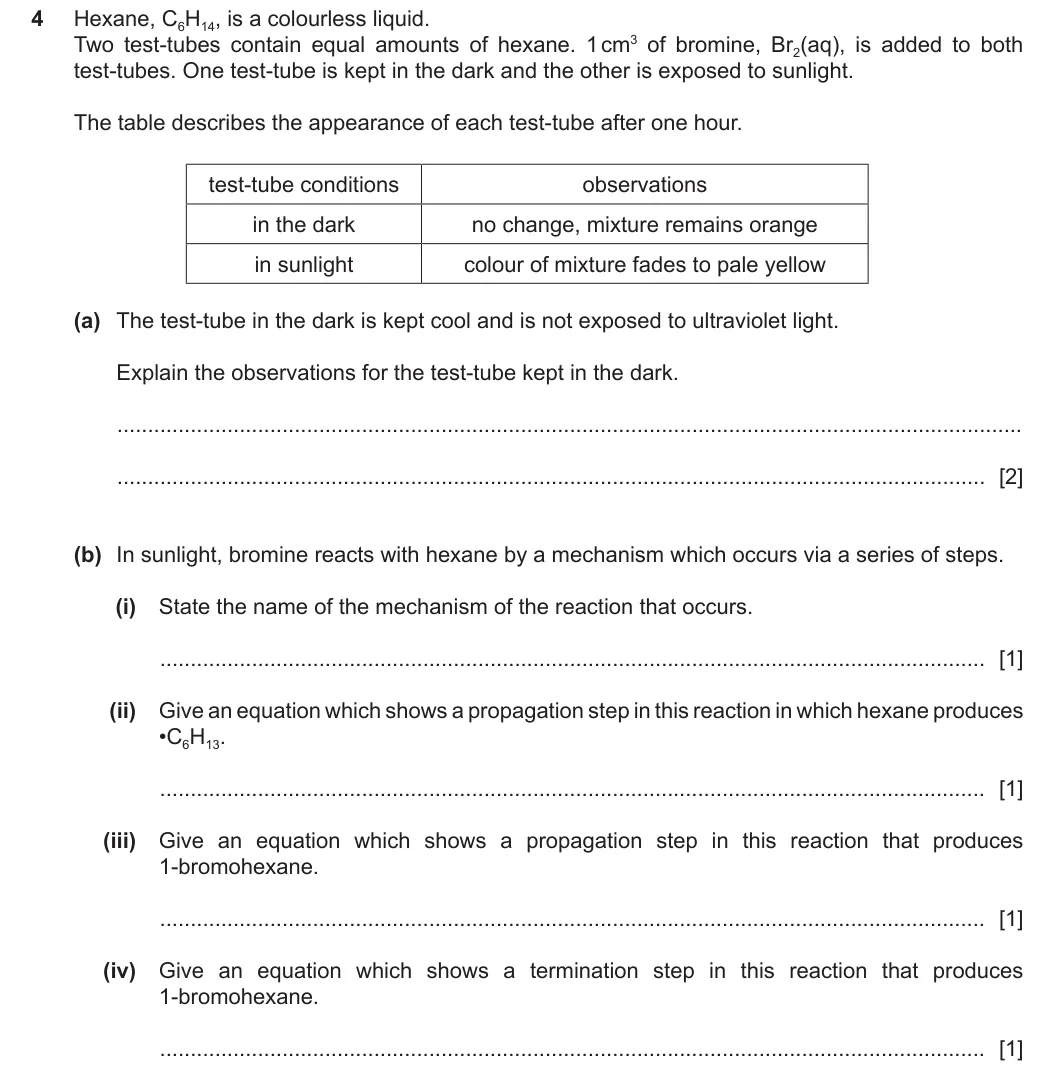 4 Hexane, C₆H₁₄, is a colourless liquid.
Two test-tubes contain equal amounts of hexane. 1 cm³ of bromine, Br₂(aq), is added to both
test-tubes. One test-tube is kept in the dark and the other is exposed to sunlight.
The table describes the appearance of each test-tube after one hour.
test-tube conditions observations
in the dark no change, mixture remains orange
in sunlight colour of mixture fades to pale yellow
(a) The test-tube in the dark is kept cool and is not exposed to ultraviolet light.
Explain the observations for the test-tube kept in the dark.
[2]
(b) In sunlight, bromine reacts with hexane by a mechanism which occurs via a series of steps.
(i) State the name of the mechanism of the reaction that occurs.
[1]
(ii) Give an equation which shows a propagation step in this reaction in which hexane produces
•C₆H₁₃.
[1]
(iii) Give an equation which shows a propagation step in this reaction that produces
1-bromohexane.
[1]
(iv) Give an equation which shows a termination step in this reaction that produces
1-bromohexane.
[1]